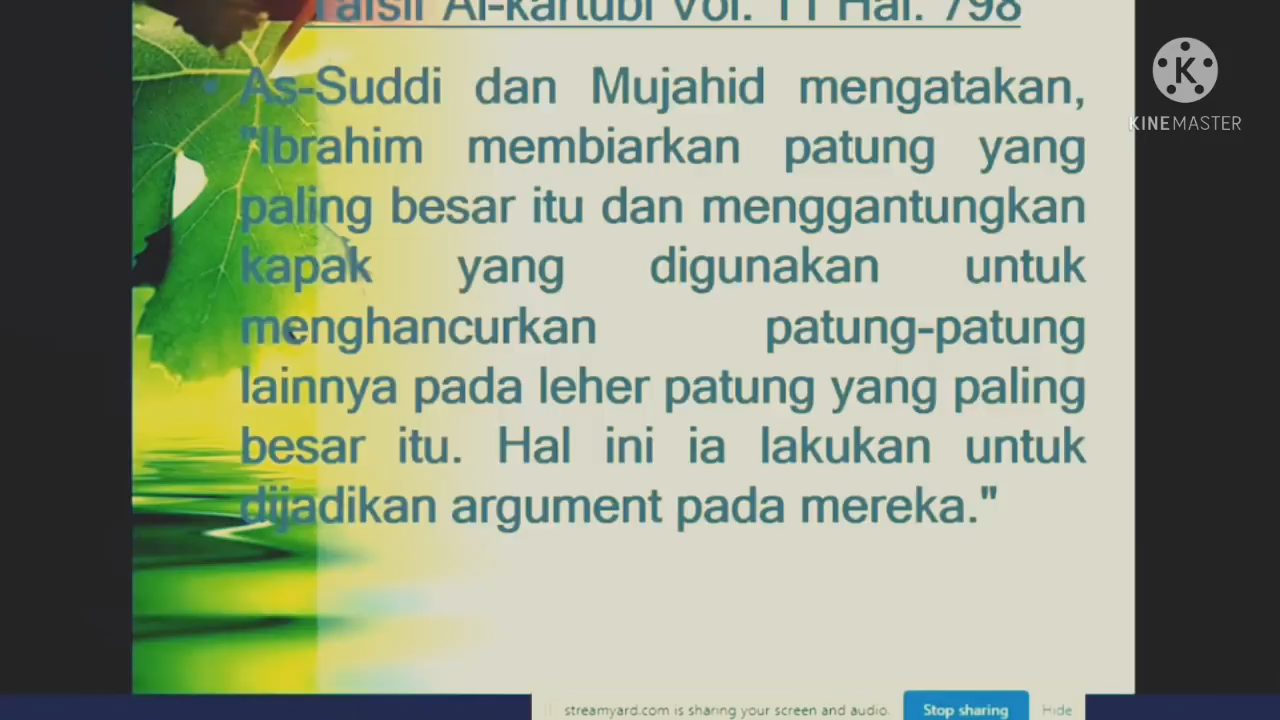 Tafsir Al-kartubi Vol. 11 Hal. 798
As-Suddi dan Mujahid mengatakan,
"Ibrahim membiarkan patung yang
paling besar itu dan menggantungkan
kapak yang digunakan untuk
menghancurkan patung-patung
lainnya pada leher patung yang paling
besar itu. Hal ini ia lakukan untuk
dijadikan argument pada mereka."
K
KINEMASTER
streamyard.com is sharing your screen and audio.
Stop sharing
Hide